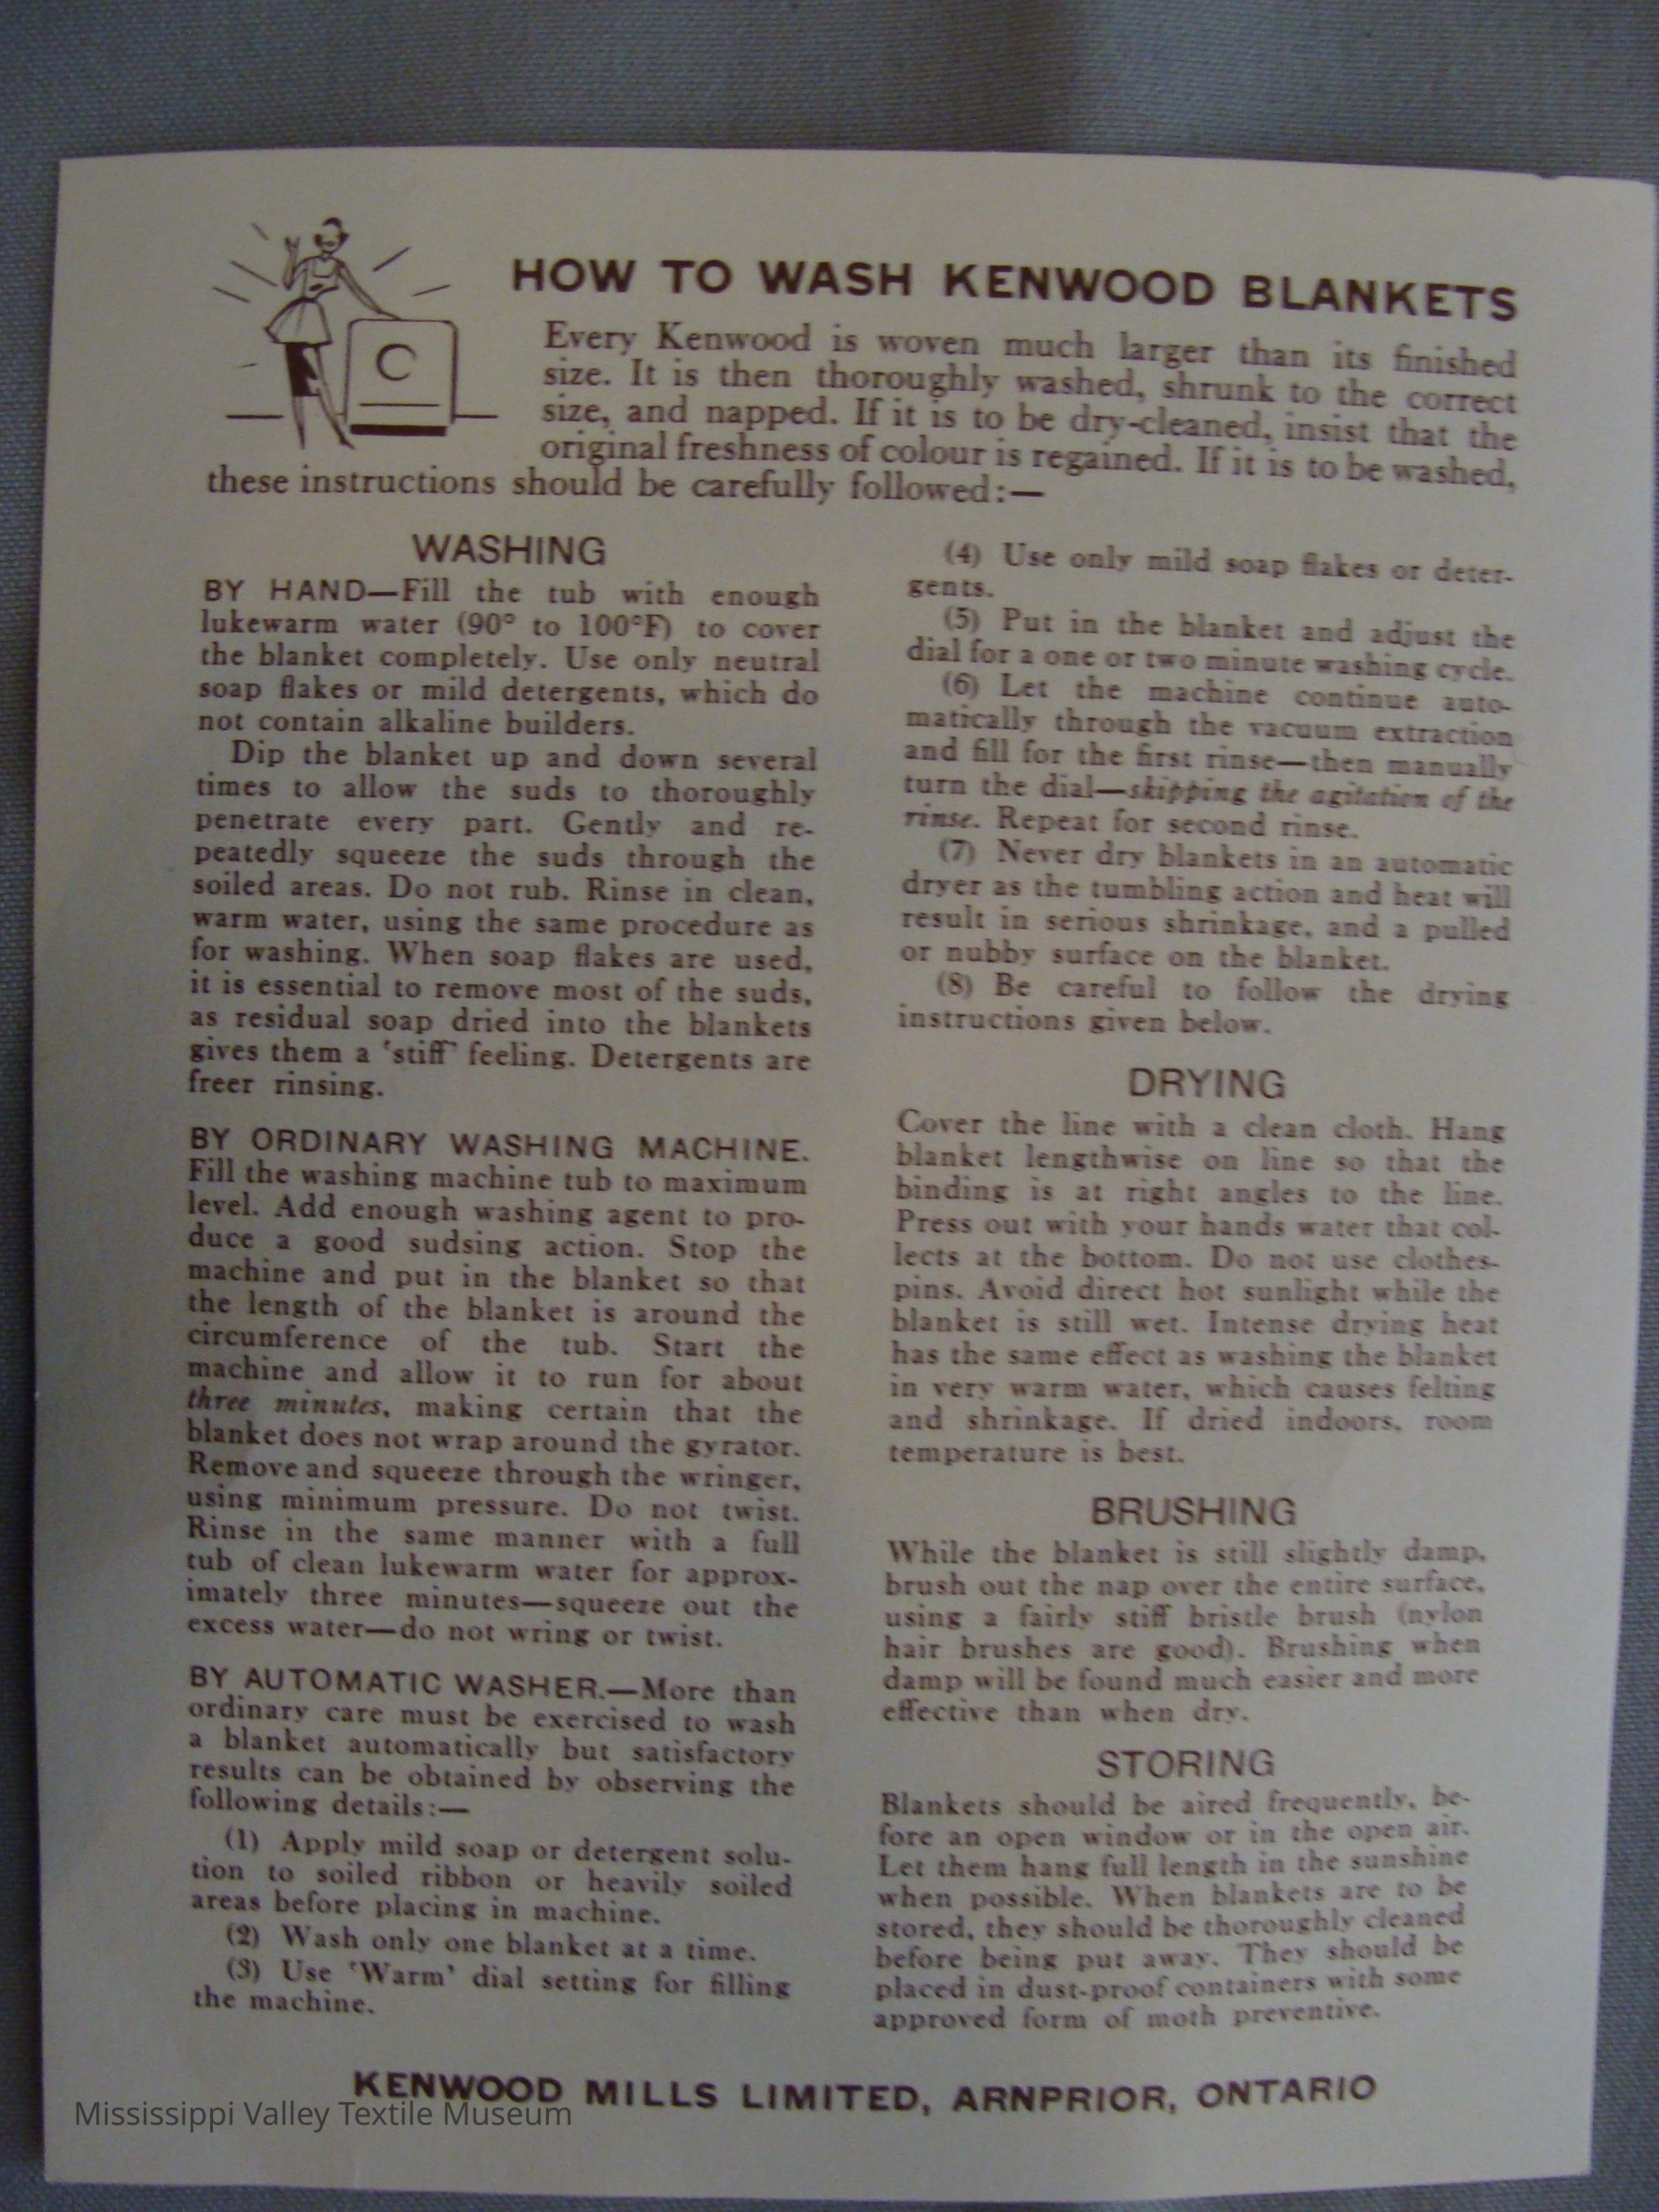 HOW TO WASH KENWOOD BLANKETS
Every Kenwood is woven much larger than its finished
size. It is then thoroughly washed, shrunk to the correct
size, and napped. If it is to be dry-cleaned, insist that the
original freshness of colour is regained. If it is to be washed,
these instructions should be carefully followed:—
WASHING
BY HAND—Fill the tub with enough
lukewarm water (90° to 100°F) to cover
the blanket completely. Use only neutral
soap flakes or mild detergents, which do
not contain alkaline builders.
Dip the blanket up and down several
times to allow the suds to thoroughly
penetrate every part. Gently and re-
peatedly squeeze the suds through the
soiled areas. Do not rub. Rinse in clean,
warm water, using the same procedure as
for washing. When soap flakes are used,
it is essential to remove most of the suds,
as residual soap dried into the blankets
gives them a 'stiff' feeling. Detergents are
freer rinsing.
BY ORDINARY WASHING MACHINE.
Fill the washing machine tub to maximum
level. Add enough washing agent to pro-
duce a good sudsing action. Stop the
machine and put in the blanket so that
the length of the blanket is around the
circumference of the tub. Start the
machine and allow it to run for about
three minutes, making certain that the
blanket does not wrap around the gyrator.
Remove and squeeze through the wringer,
using minimum pressure. Do not twist.
Rinse in the same manner with a full
tub of clean lukewarm water for approx-
imately three minutes—squeeze out the
excess water—do not wring or twist.
BY AUTOMATIC WASHER.—More than
ordinary care must be exercised to wash
a blanket automatically but satisfactory
results can be obtained by observing the
following details:—
(1) Apply mild soap or detergent solu-
tion to soiled ribbon or heavily soiled
areas before placing in machine.
(2) Wash only one blanket at a time.
(3) Use 'Warm' dial setting for filling
the machine.
(4) Use only mild soap flakes or deter-
gents.
(5) Put in the blanket and adjust the
dial for a one or two minute washing cycle.
(6) Let the machine continue auto-
matically through the vacuum extraction
and fill for the first rinse—then manually
turn the dial—skipping the agitation of the
rinse. Repeat for second rinse.
(7) Never dry blankets in an automatic
dryer as the tumbling action and heat will
result in serious shrinkage, and a pulled
or nubby surface on the blanket.
(8) Be careful to follow the drying
instructions given below.
DRYING
Cover the line with a clean cloth. Hang
blanket lengthwise on line so that the
binding is at right angles to the line.
Press out with your hands water that col-
lects at the bottom. Do not use clothes-
pins. Avoid direct hot sunlight while the
blanket is still wet. Intense drying heat
has the same effect as washing the blanket
in very warm water, which causes felting
and shrinkage. If dried indoors, room
temperature is best.
BRUSHING
While the blanket is still slightly damp,
brush out the nap over the entire surface,
using a fairly stiff bristle brush (nylon
hair brushes are good). Brushing when
damp will be found much easier and more
effective than when dry.
STORING
Blankets should be aired frequently, be-
fore an open window or in the open air.
Let them hang full length in the sunshine
when possible. When blankets are to be
stored, they should be thoroughly cleaned
before being put away. They should be
placed in dust-proof containers with some
approved form of moth preventive.
KENWOOD MILLS LIMITED, ARNPRIOR, ONTARIO
Mississippi Valley Textile Museum